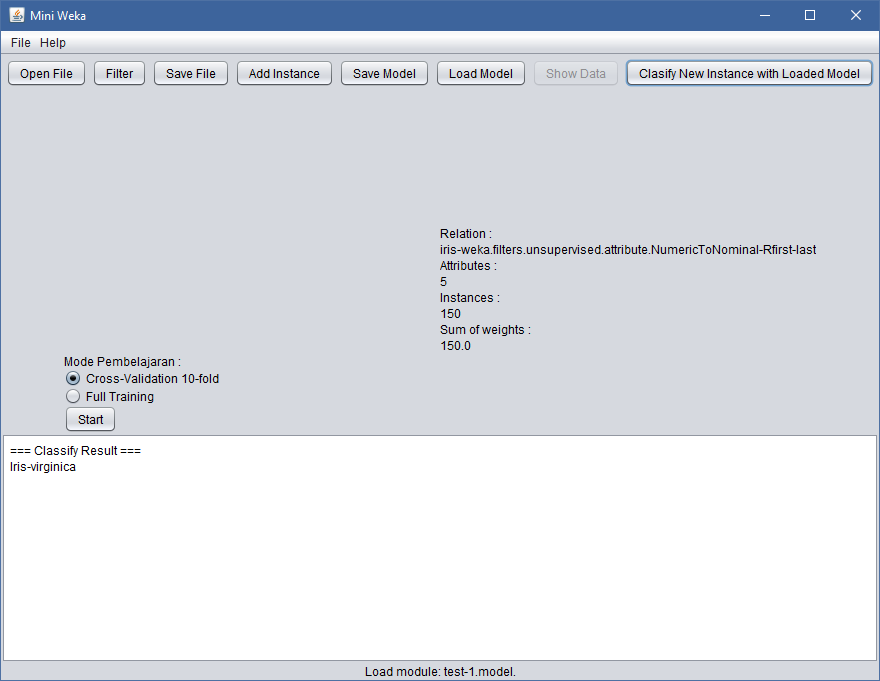 Mini Weka
File Help
Open File Filter Save File Add Instance Save Model Load Model Show Data Clasify New Instance with Loaded Model
Relation :
iris-weka.filters.unsupervised.attribute.NumericToNominal-Rfirst-last
Attributes :
5
Instances :
150
Sum of weights :
150.0
Mode Pembelajaran :
Cross-Validation 10-fold
Full Training
Start
=== Classify Result ===
Iris-virginica
Load module: test-1.model.